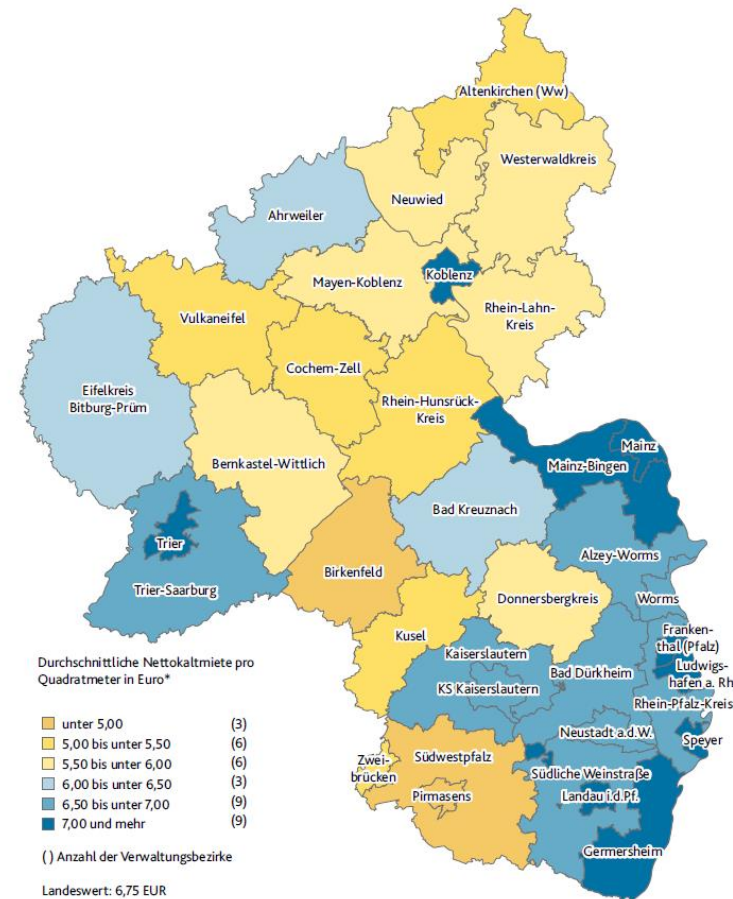 Altenkirchen (Ww)
Westerwaldkreis
Neuwied
Ahrweiler
Koblenz
Mayen-Koblenz
Rhein-Lahn-
Kreis
Vulkaneifel
Cochem-Zell
Eifelkreis
Bitburg-Prüm
Rhein-Hunsrück-
Kreis
Mainz
Mainz-Bingen
Bernkastel-Wittlich
Bad Kreuznach
Trier
Alzey-Worms
Birkenfeld
Trier-Saarburg
Donnersbergkreis
Worms
Kusel
Franken-
thal (Pfalz)
Kaiserslautern
Ludwigs-
hafen a. Rh
Bad Dürkheim
KS Kaiserslautern
Rhein-Pfalz-Kreis
Neustadt a.d.W.
Speyer
Zwei-
brücken
Südwestpfalz
Südliche Weinstraße
Pirmasens
Landau i.d.Pf.
Germersheim
Durchschnittliche Nettokaltmiete pro
Quadratmeter in Euro*
unter 5,00 (3)
5,00 bis unter 5,50 (6)
5,50 bis unter 6,00 (6)
6,00 bis unter 6,50 (3)
6,50 bis unter 7,00 (9)
7,00 und mehr (9)
( ) Anzahl der Verwaltungsbezirke
Landeswert: 6,75 EUR